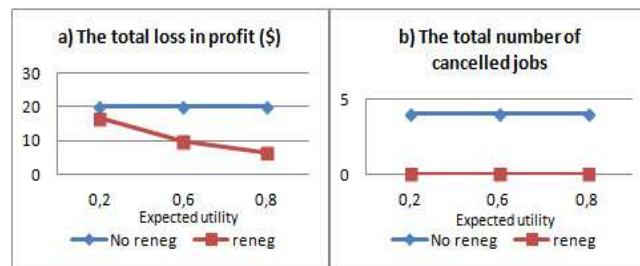 a) The total loss in profit ($)
30
20
10
0
0,2
0,6
0,8
Expected utility
No reneg
reneg
b) The total number of
cancelled jobs
5
0
0,2
0,6
0,8
Expected utility
No reneg
reneg